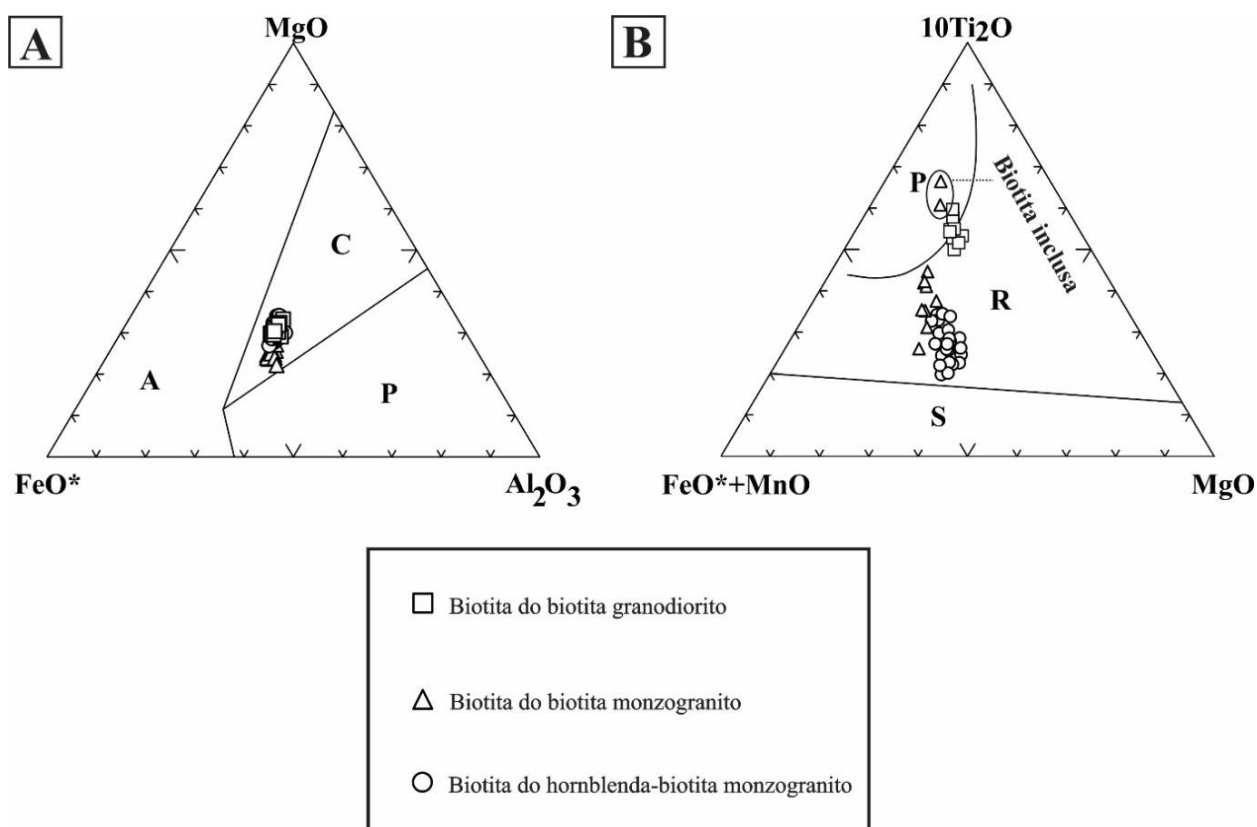 A
MgO
C
A
P
FeO*
Al2O3
B
10Ti2O
P
Biotita inclusa
R
S
FeO*+MnO
MgO
Biotita do biotita granodiorito
Biotita do biotita monzogranito
Biotita do hornblenda-biotita monzogranito